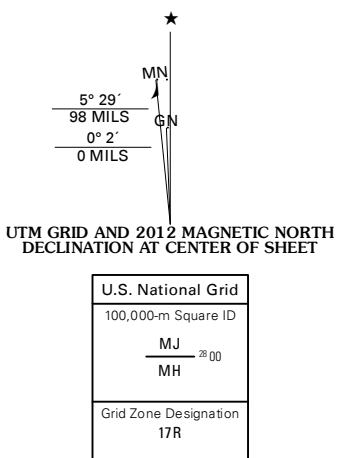 ★
MN
5° 29´
98 MILS
GN
0° 2´
0 MILS
UTM GRID AND 2012 MAGNETIC NORTH
DECLINATION AT CENTER OF SHEET
U.S. National Grid
100,000-m Square ID
MJ
28 00
MH
Grid Zone Designation
17R